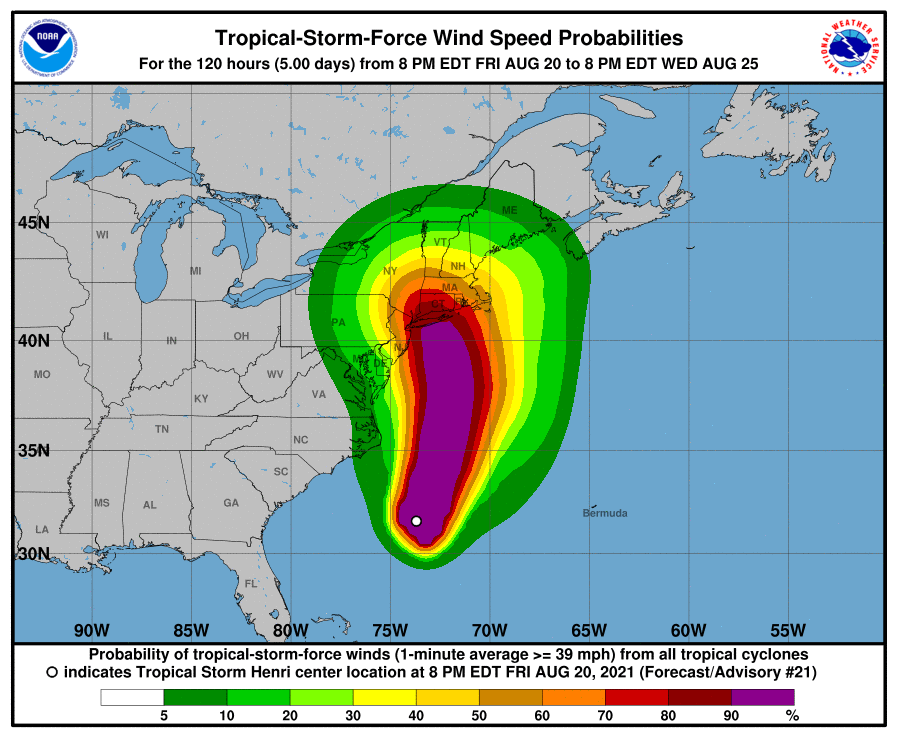 Tropical-Storm-Force Wind Speed Probabilities
For the 120 hours (5.00 days) from 8 PM EDT FRI AUG 20 to 8 PM EDT WED AUG 25
NOAA
NATIONAL WEATHER SERVICE
45N
40N
35N
30N
ME
WI
VT
NH
MI
NY
MA
CT
PA
IL
IN
OH
NJ
MD
DE
MO
WV
VA
KY
TN
NC
SC
MS
AL
GA
LA
Bermuda
FL
90W 85W 80W 75W 70W 65W 60W 55W
Probability of tropical-storm-force winds (1-minute average >= 39 mph) from all tropical cyclones
indicates Tropical Storm Henri center location at 8 PM EDT FRI AUG 20, 2021 (Forecast/Advisory #21)
5 10 20 30 40 50 60 70 80 90 %